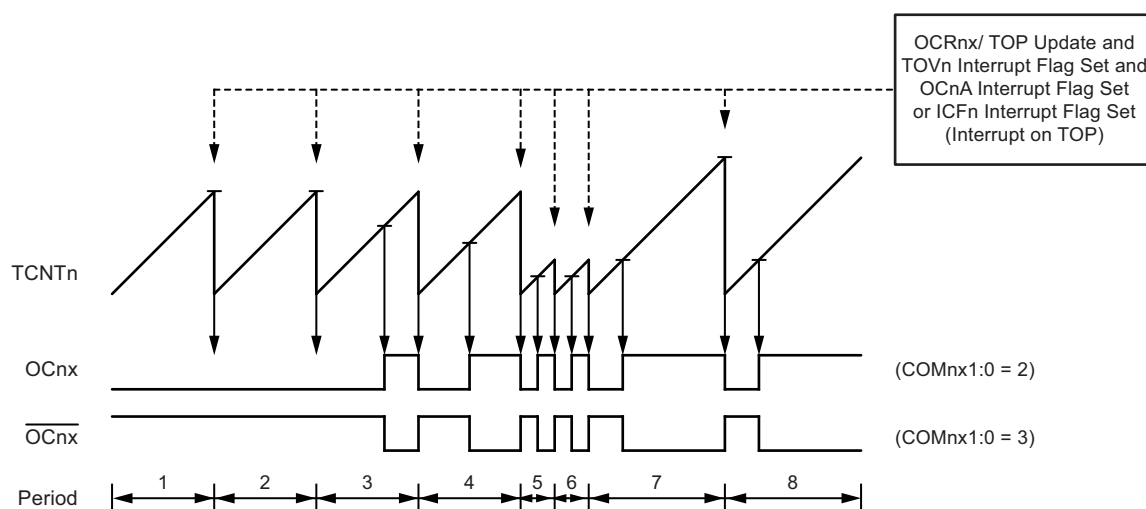 OCRnx/ TOP Update and
TOVn Interrupt Flag Set and
OCnA Interrupt Flag Set
or ICFn Interrupt Flag Set
(Interrupt on TOP)
TCNTn
OCnx
(COMnx1:0 = 2)
OCnx
(COMnx1:0 = 3)
Period
1 2 3 4 5 6 7 8